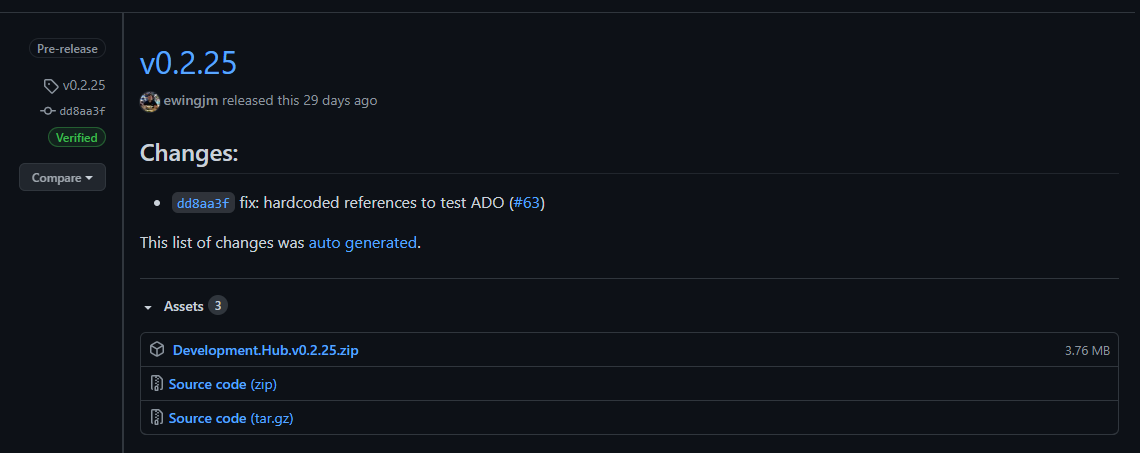 Pre-release
v0.2.25
dd8aa3f
Verified
Compare
v0.2.25
ewingjm released this 29 days ago
Changes:
dd8aa3f fix: hardcoded references to test ADO (#63)
This list of changes was auto generated.
Assets 3
Development.Hub.v0.2.25.zip 3.76 MB
Source code (zip)
Source code (tar.gz)